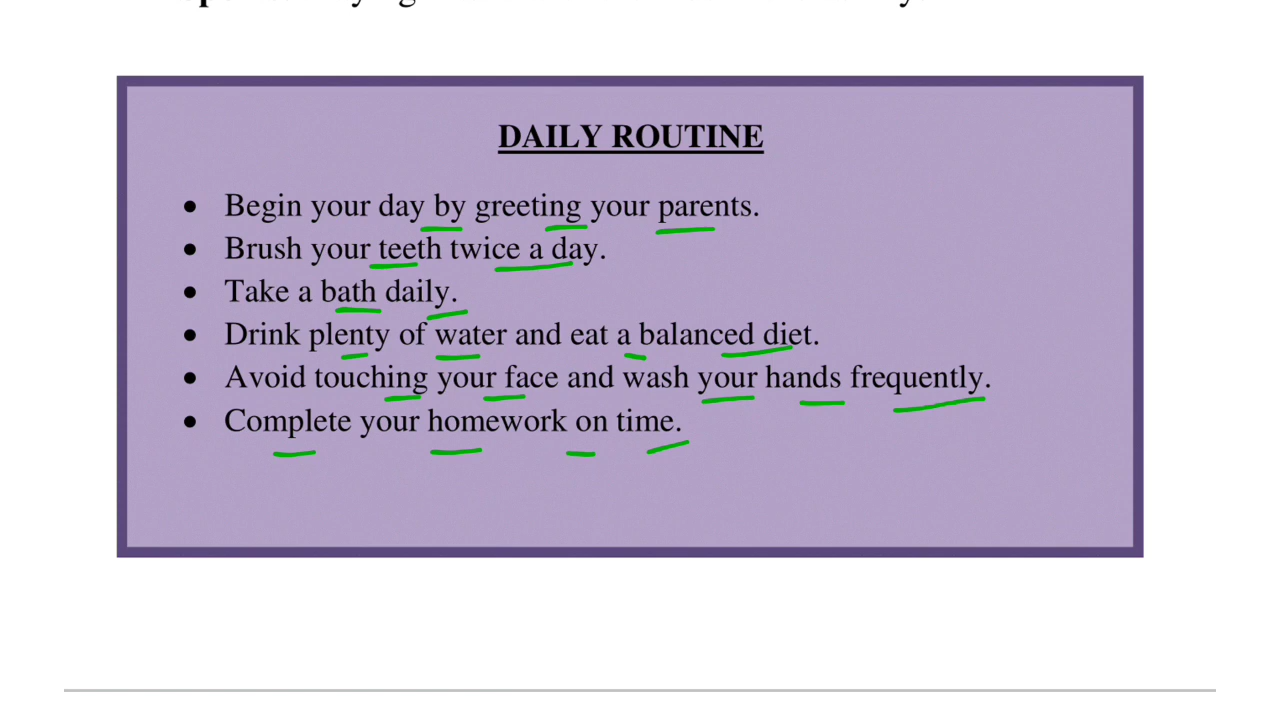 DAILY ROUTINE
• Begin your day by greeting your parents.
• Brush your teeth twice a day.
• Take a bath daily.
• Drink plenty of water and eat a balanced diet.
• Avoid touching your face and wash your hands frequently.
• Complete your homework on time.